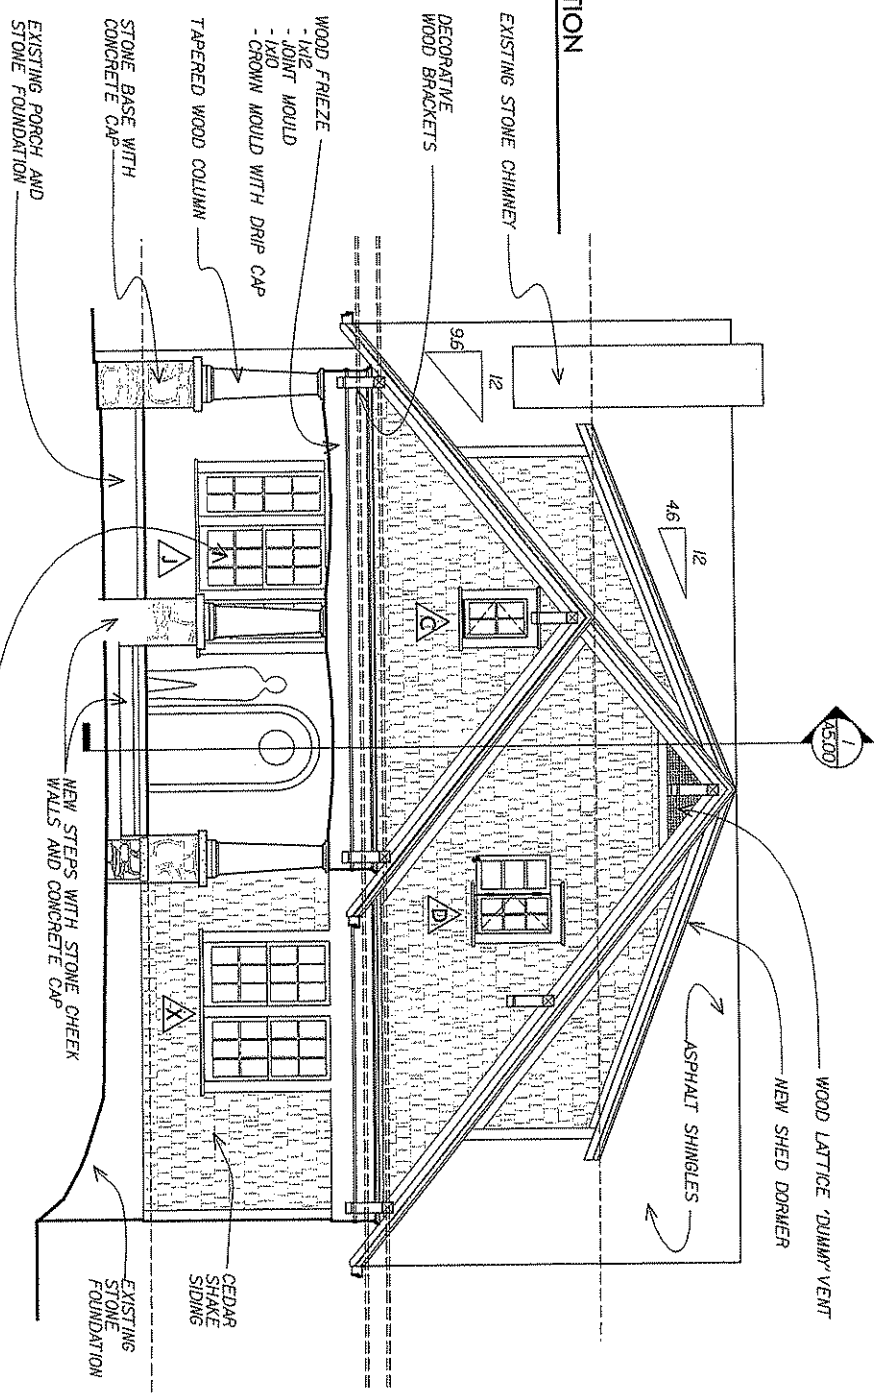 TION
EXISTING STONE CHIMNEY
DECORATIVE
WOOD BRACKETS
WOOD FRIEZE
- 1x12
- JOINT MOULD
- 1x10
- CROWN MOULD WITH DRIP CAP
TAPERED WOOD COLUMN
STONE BASE WITH
CONCRETE CAP
EXISTING PORCH AND
STONE FOUNDATION
9.6
12
4.6
12
1
A5.00
C
D
J
X
WOOD LATTICE 'DUMMY' VENT
NEW SHED DORMER
ASPHALT SHINGLES
CEDAR
SHAKE
SIDING
EXISTING
STONE
FOUNDATION
NEW STEPS WITH STONE CHEEK
WALLS AND CONCRETE CAP